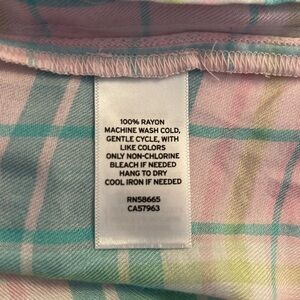 100% RAYON
MACHINE WASH COLD,
GENTLE CYCLE, WITH
LIKE COLORS
ONLY NON-CHLORINE
BLEACH IF NEEDED
HANG TO DRY
COOL IRON IF NEEDED
RN58665
CA57963